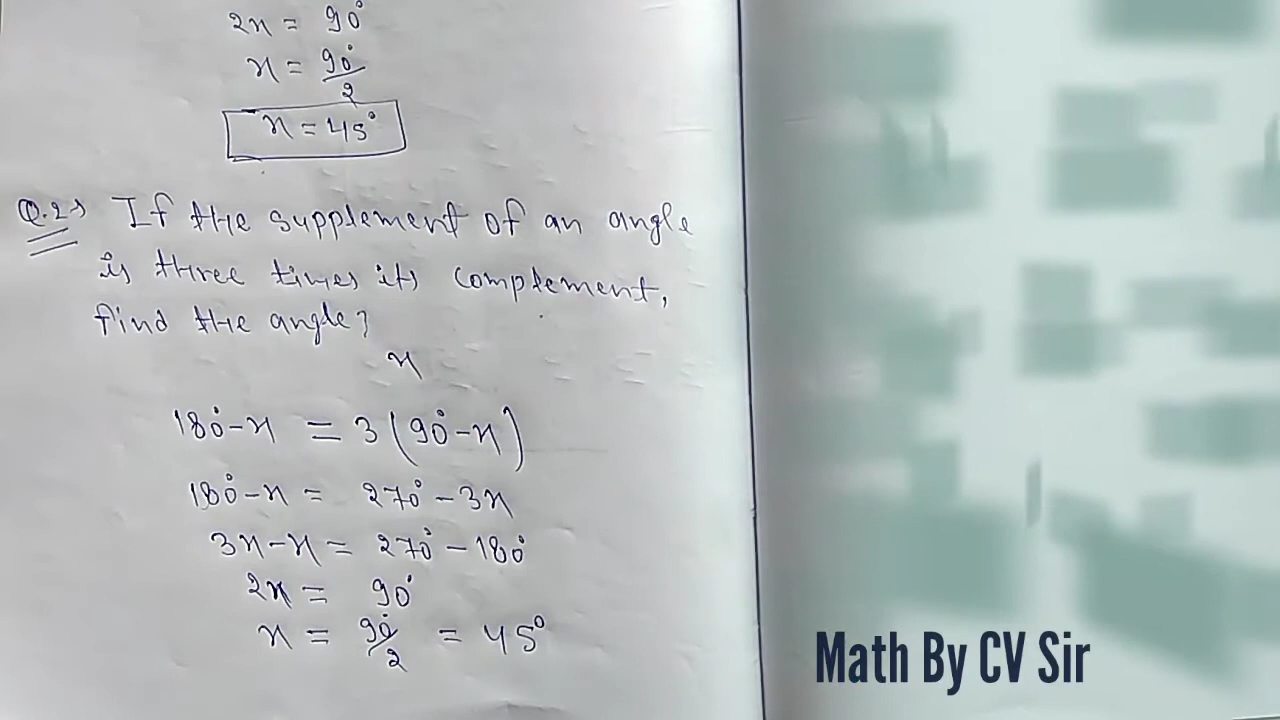 2x = 90°
x = 90°/2
x = 45°
Q.2→ If the supplement of an angle
is three times its complement,
find the angle?
x
180° - x = 3(90° - x)
180° - x = 270° - 3x
3x - x = 270° - 180°
2x = 90°
x = 90°/2 = 45°
Math By CV Sir